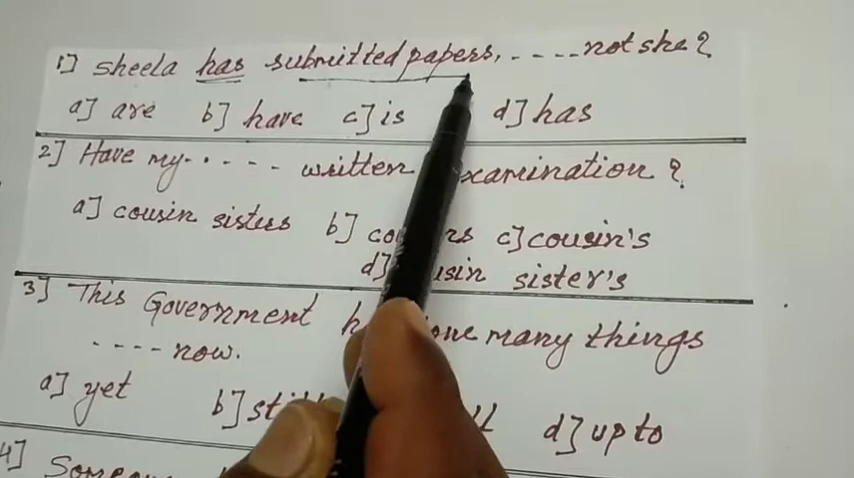 1] Sheela has submitted papers, ----not she?
a] are b] have c] is d] has
2] Have my----- written examination?
a] cousin sisters b] c] cousin's
d] sister's
3] This Government many things
----now.
a] yet b] d] up to
4]